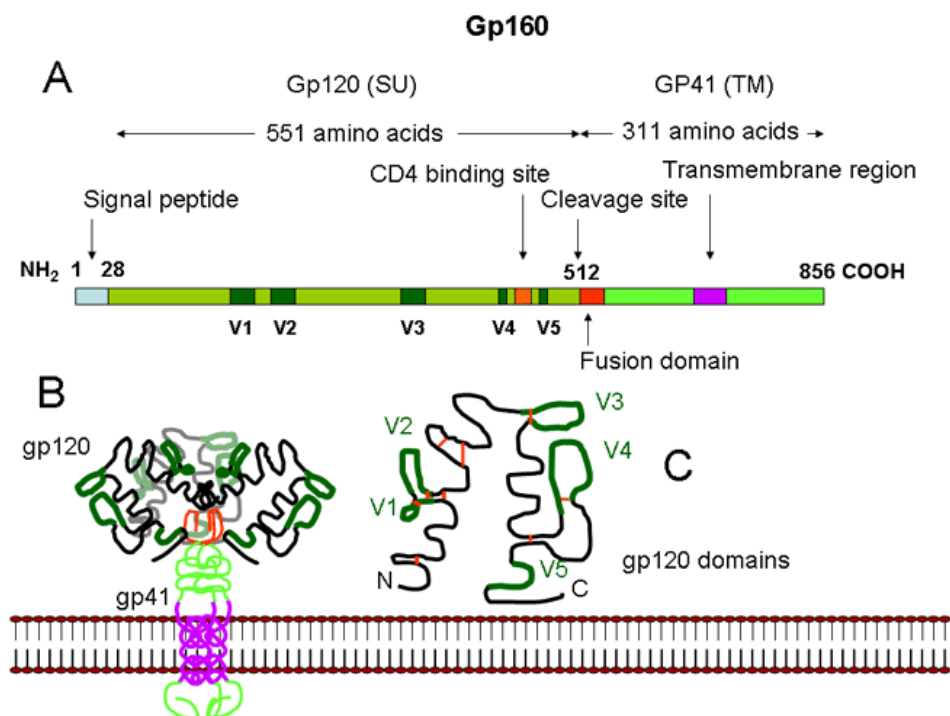 Gp160
A
Gp120 (SU)
GP41 (TM)
551 amino acids
311 amino acids
CD4 binding site
Transmembrane region
Signal peptide
Cleavage site
NH2 1 28
512
856 COOH
V1 V2 V3 V4 V5
Fusion domain
B
gp120
gp41
V2
V3
V4
V1
V5
N
C
C
gp120 domains